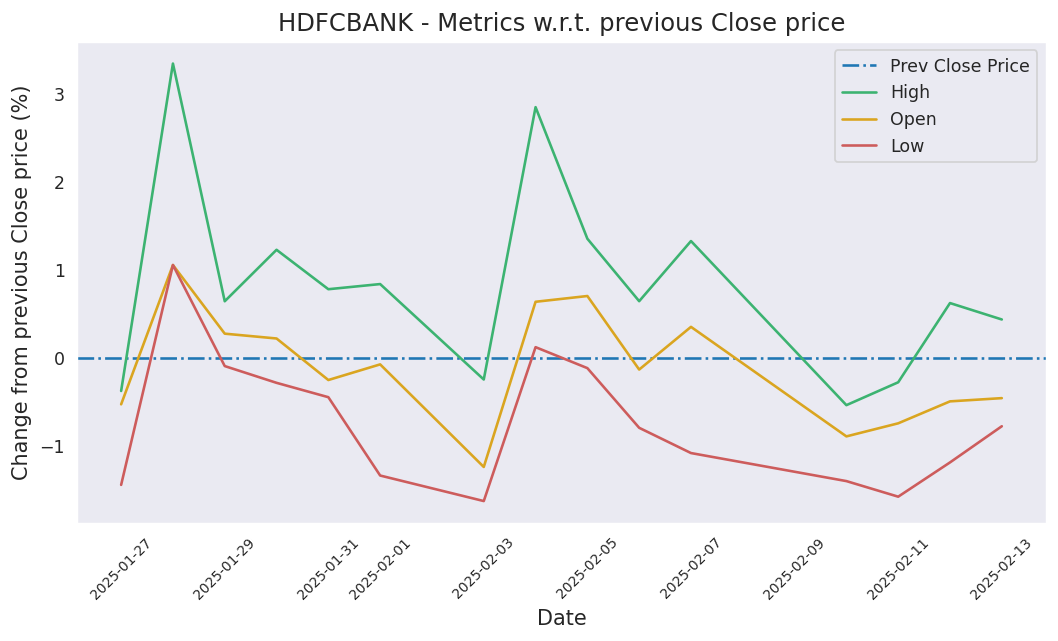 HDFCBANK - Metrics w.r.t. previous Close price
Change from previous Close price (%)
3
2
1
0
−1
Prev Close Price
High
Open
Low
2025-01-27
2025-01-29
2025-01-31
2025-02-01
2025-02-03
2025-02-05
2025-02-07
2025-02-09
2025-02-11
2025-02-13
Date